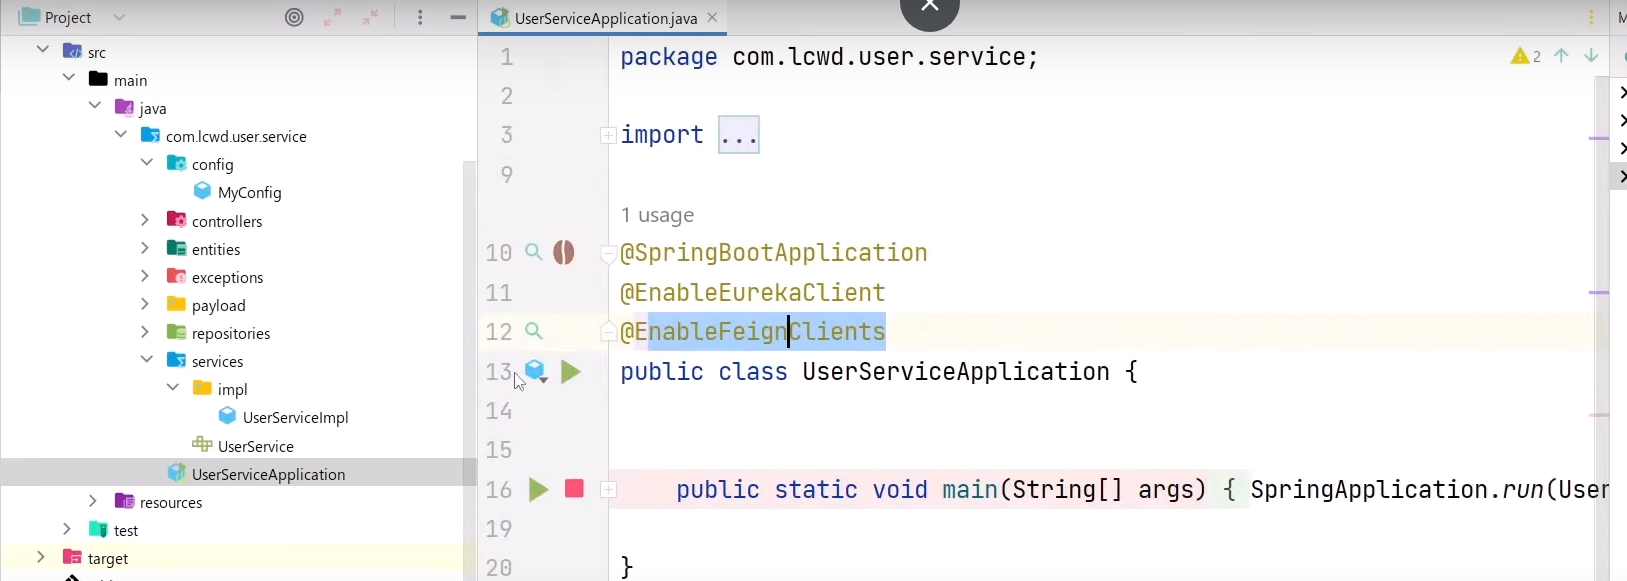 Project
src
main
java
com.lcwd.user.service
config
MyConfig
controllers
entities
exceptions
payload
repositories
services
impl
UserServiceImpl
UserService
UserServiceApplication
resources
test
target
UserServiceApplication.java
1 package com.lcwd.user.service;
2
3 import ...
9
1 usage
10 @SpringBootApplication
11 @EnableEurekaClient
12 @EnableFeignClients
13 public class UserServiceApplication {
14
15
16 public static void main(String[] args) { SpringApplication.run(User
19
20 }
2
M